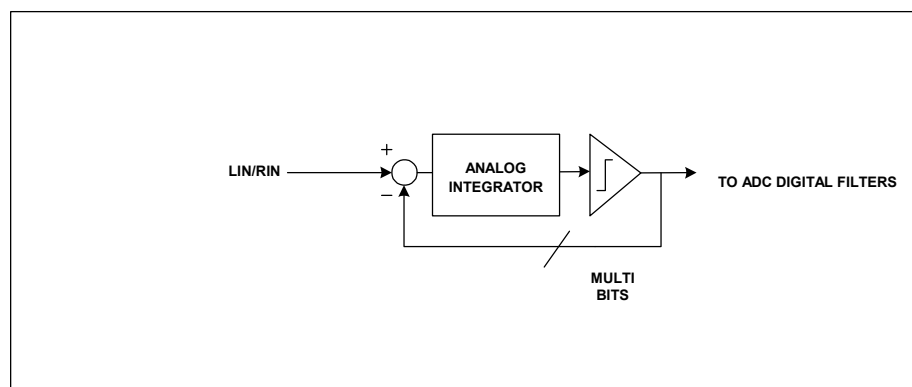 +
LIN/RIN
−
ANALOG
INTEGRATOR
TO ADC DIGITAL FILTERS
MULTI
BITS